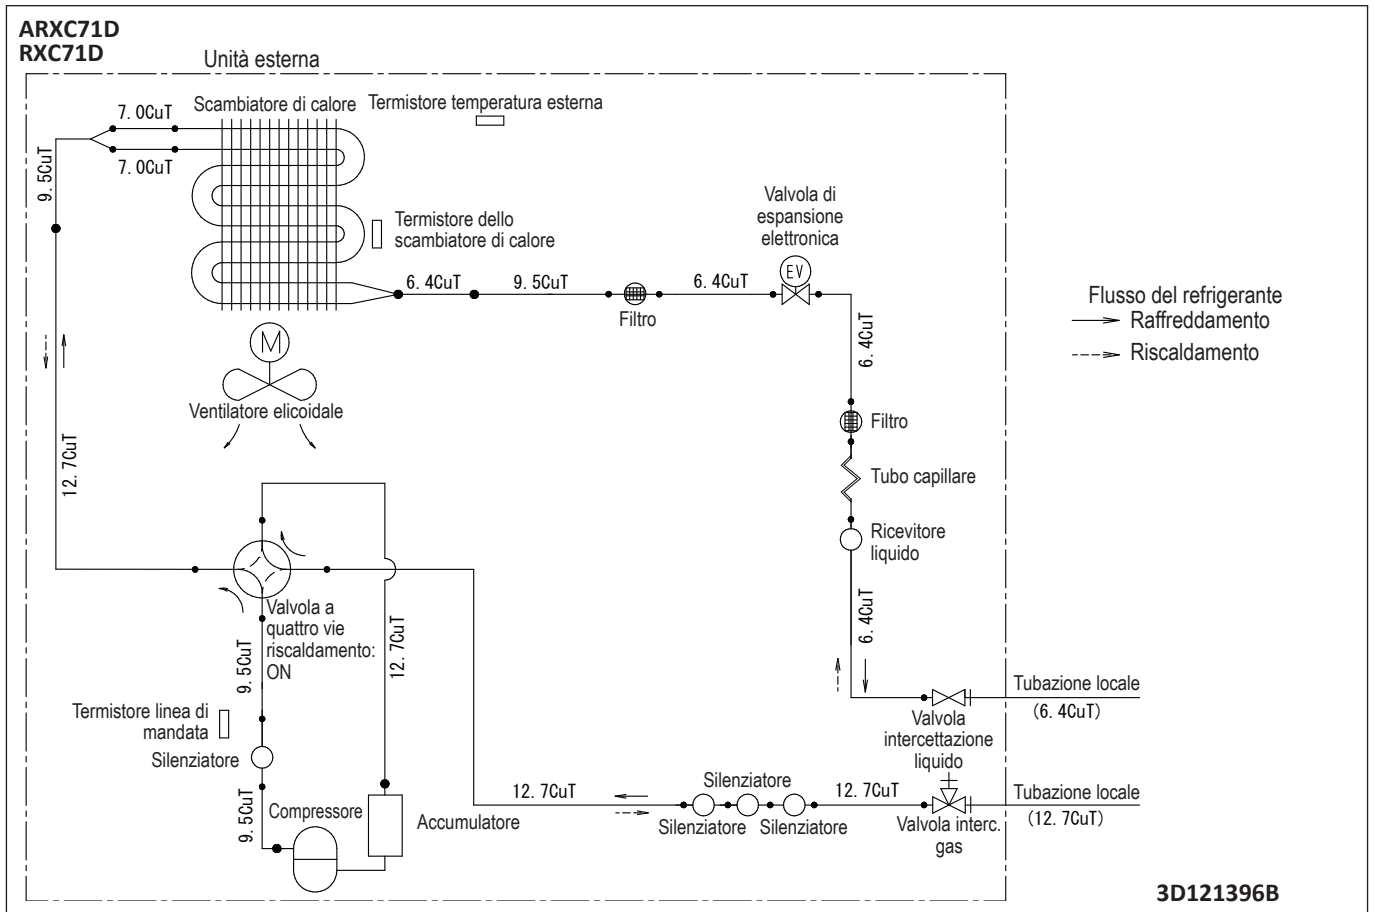 ARXC71D
RXC71D
Unità esterna
7.0CuT
Scambiatore di calore
Termistore temperatura esterna
9.5CuT
7.0CuT
Termistore dello
scambiatore di calore
Valvola di
espansione
elettronica
EV
6.4CuT
9.5CuT
Filtro
6.4CuT
Flusso del refrigerante
Raffreddamento
Riscaldamento
M
Ventilatore elicoidale
6.4CuT
Filtro
Tubo capillare
Ricevitore
liquido
12.7CuT
Valvola a
quattro vie
riscaldamento:
ON
9.5CuT
12.7CuT
6.4CuT
Tubazione locale
(6.4CuT)
Valvola
intercettazione
liquido
Termistore linea di
mandata
Silenziatore
9.5CuT
Compressore
Accumulatore
12.7CuT
Silenziatore
Silenziatore
Silenziatore
12.7CuT
Valvola interc.
gas
Tubazione locale
(12.7CuT)
3D121396B